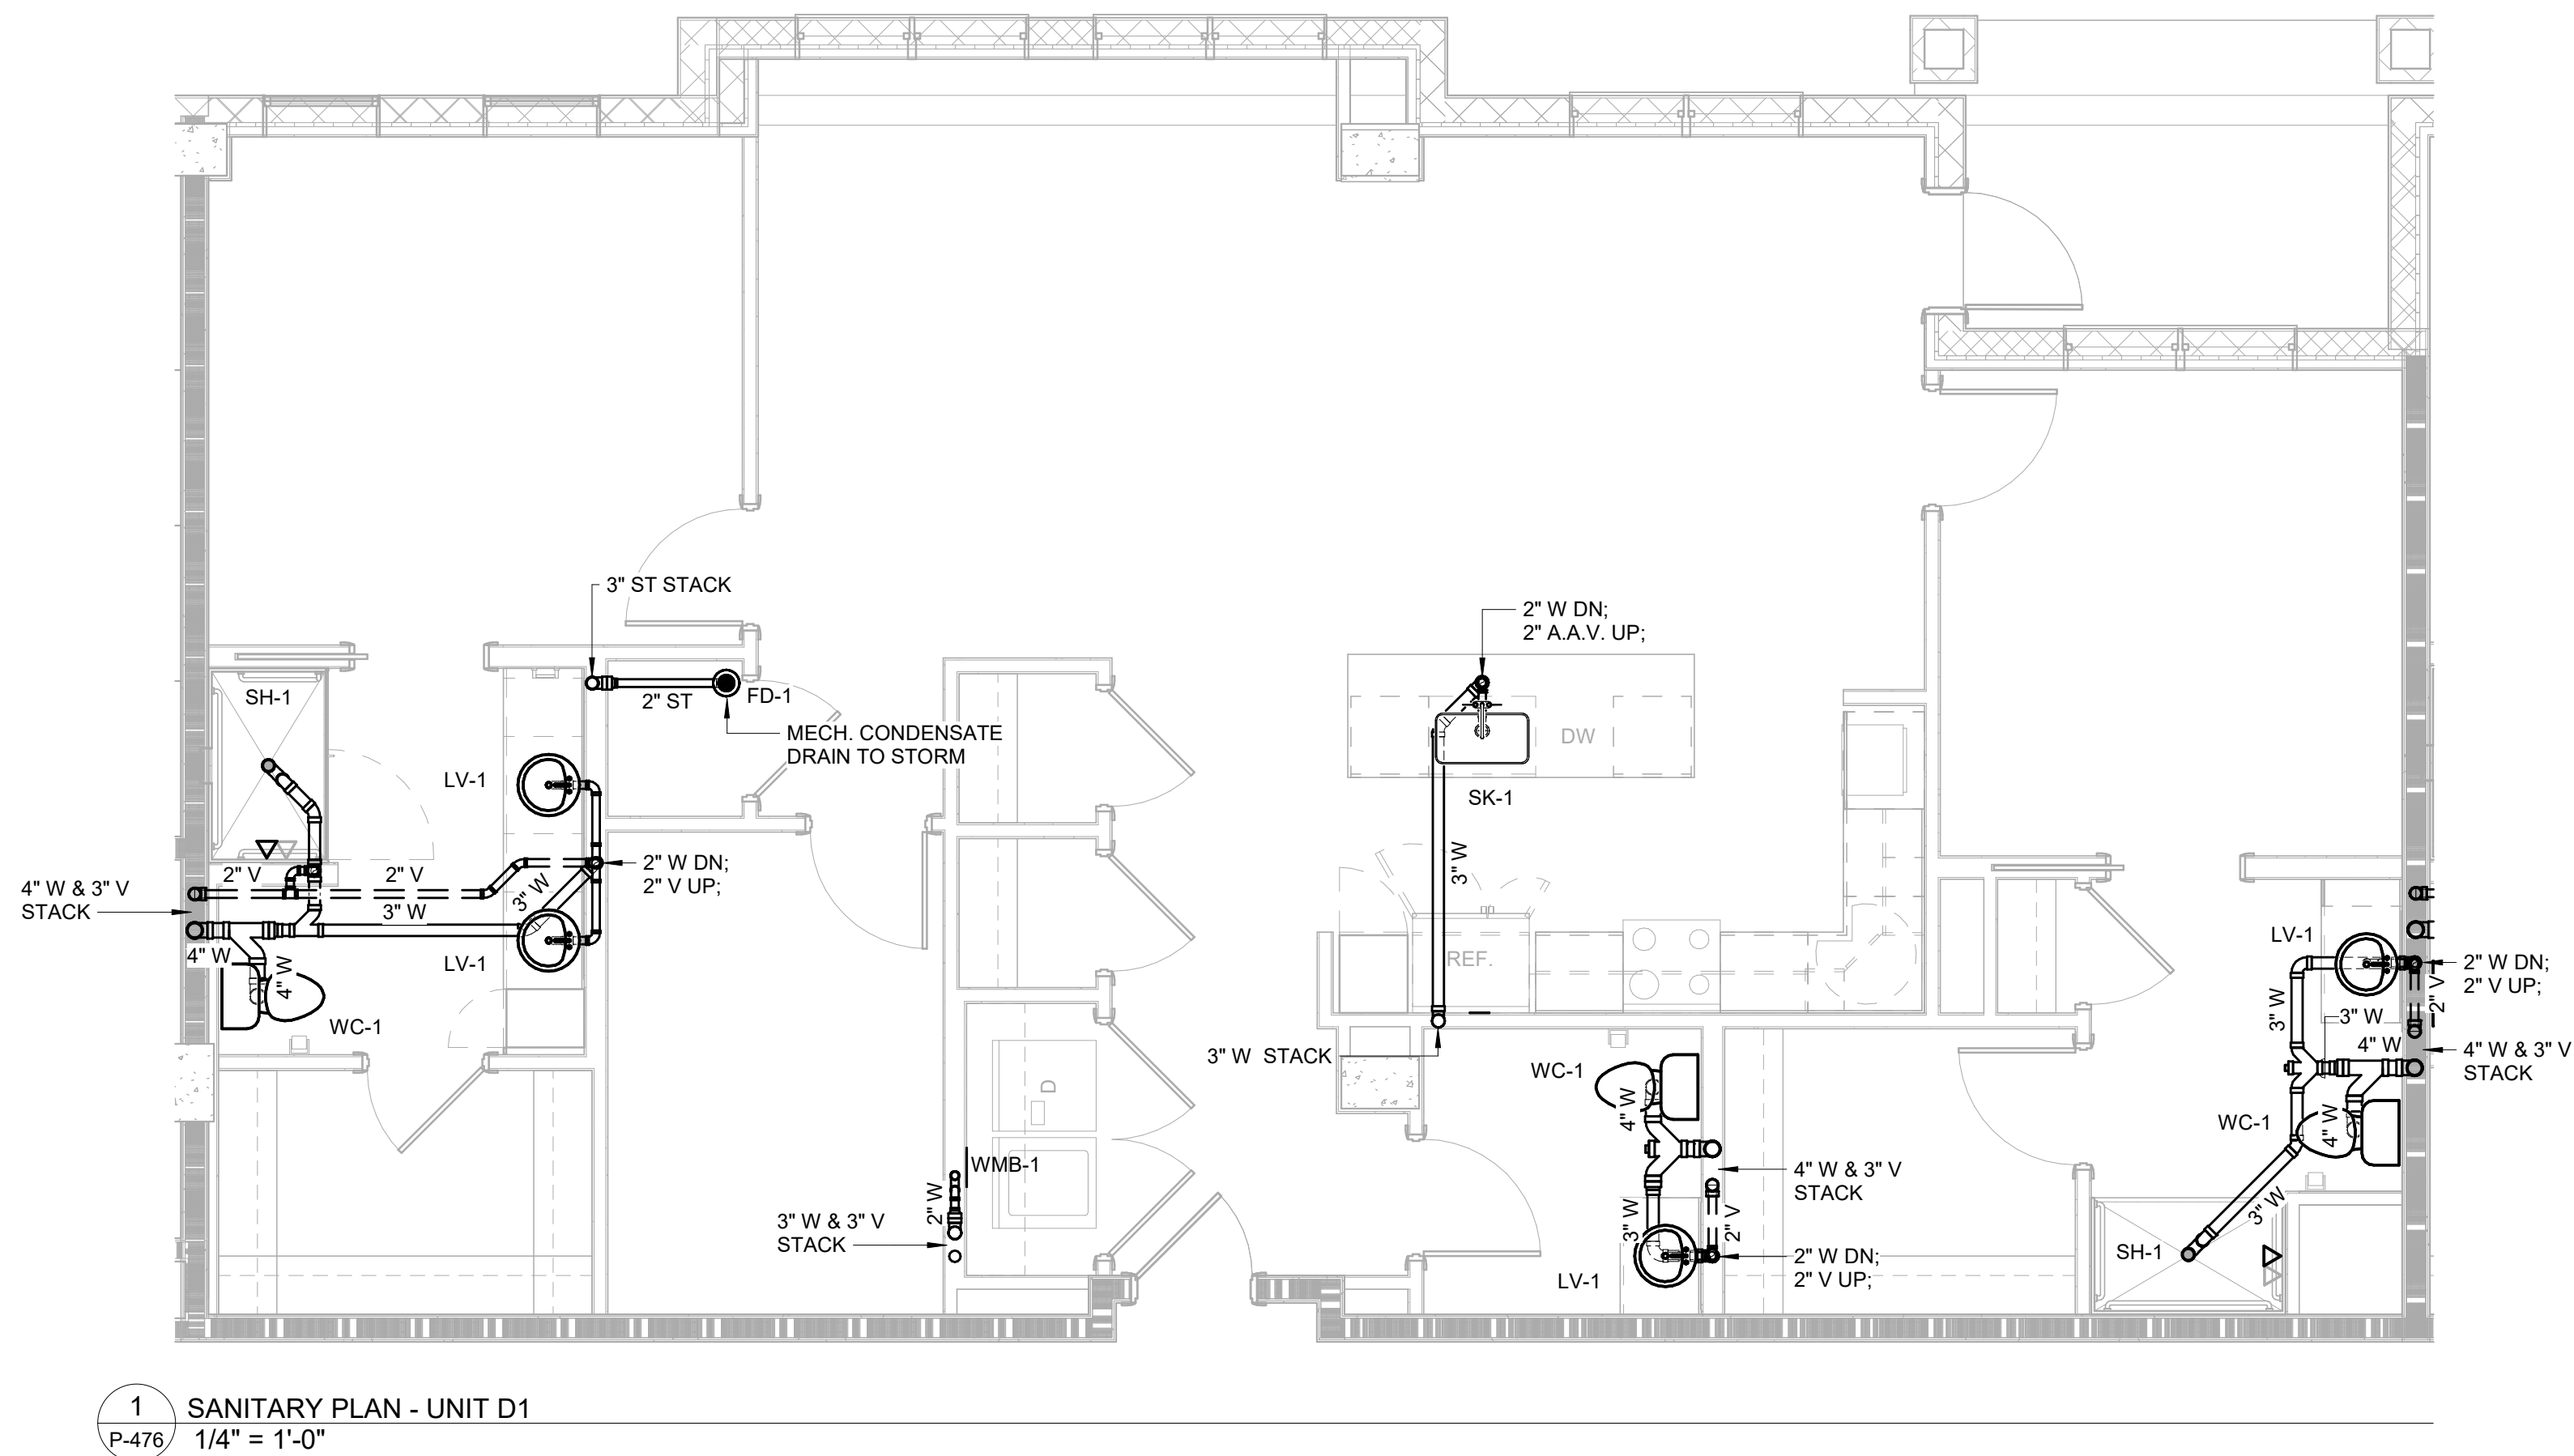 3" ST STACK
2" ST
FD-1
MECH. CONDENSATE
DRAIN TO STORM
SH-1
LV-1
2" W DN;
2" V UP;
2" V
2" V
4" W & 3" V
STACK
3" W
3" W
4" W
4" W
LV-1
WC-1
2" W DN;
2" A.A.V. UP;
DW
SK-1
3" W
REF.
3" W STACK
D
WMB-1
2" W
3" W & 3" V
STACK
WC-1
4" W
4" W & 3" V
STACK
3" W
2" V
LV-1
2" W DN;
2" V UP;
LV-1
2" W DN;
2" V UP;
2" V
3" W
3" W
4" W
4" W & 3" V
STACK
WC-1
4" W
3" W
SH-1
1
P-476
SANITARY PLAN - UNIT D1
1/4" = 1'-0"